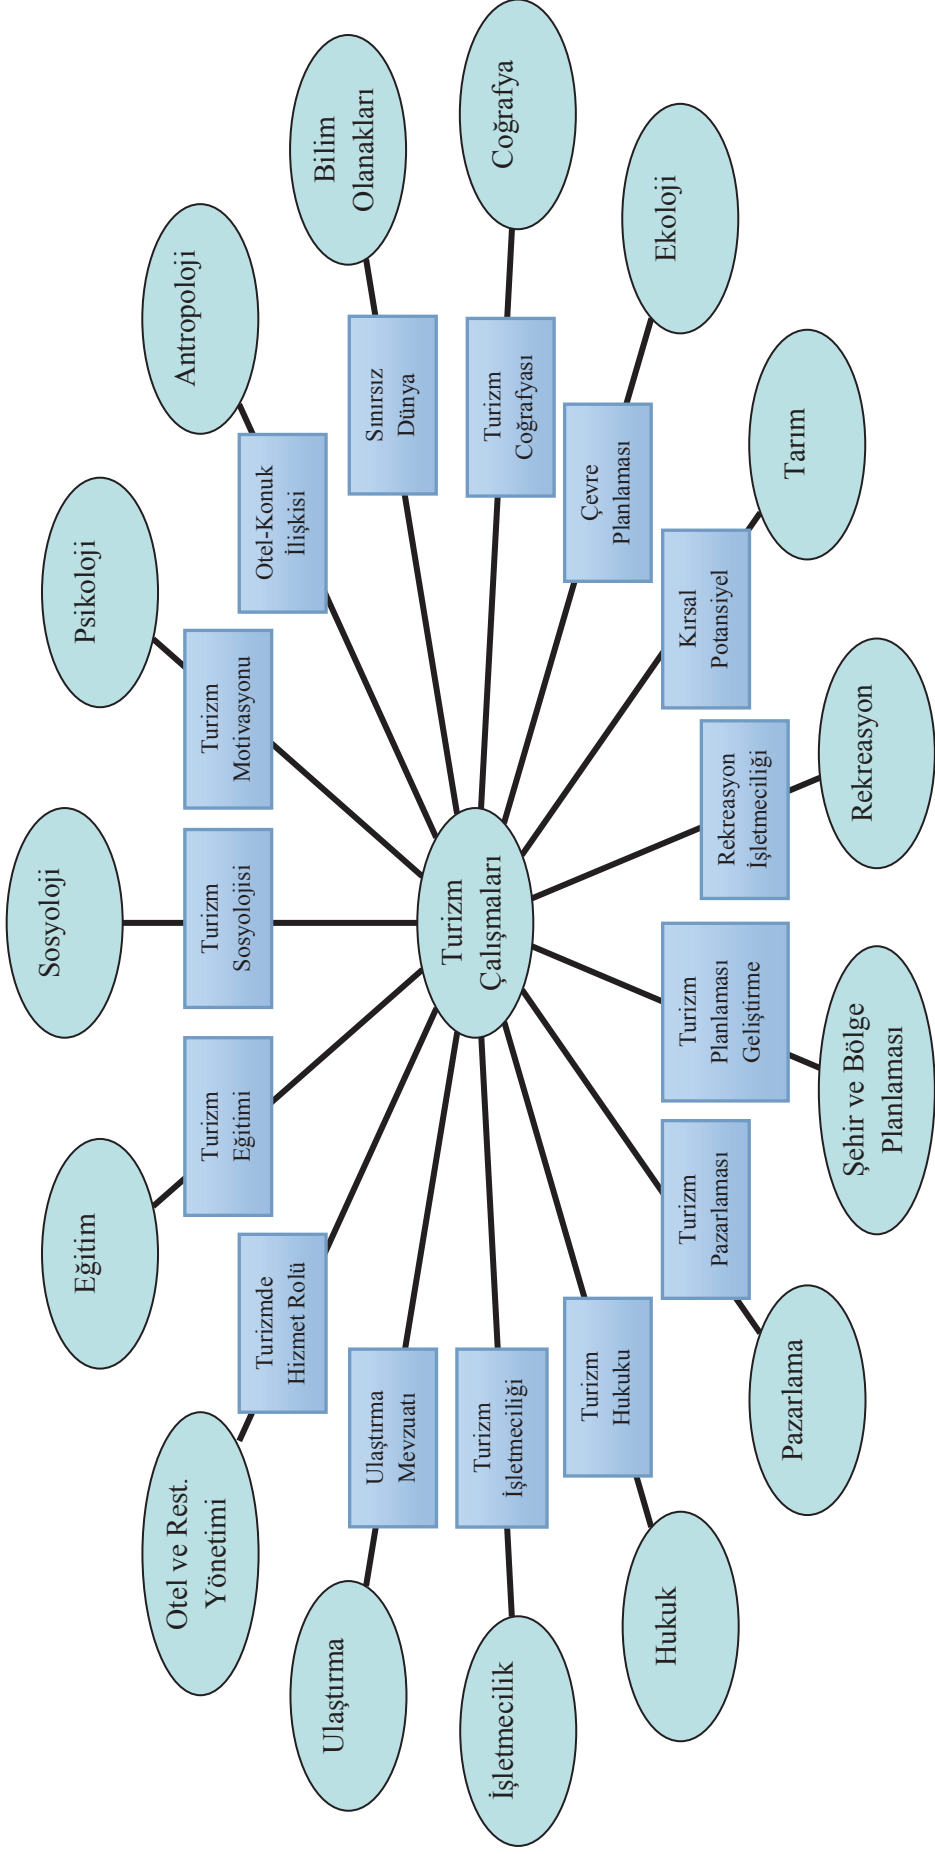 Sosyoloji
Turizm
Sosyolojisi
Psikoloji
Turizm
Motivasyonu
Antropoloji
Otel-Konuk
İlişkisi
Bilim
Olanakları
Sınırsız
Dünya
Coğrafya
Turizm
Coğrafyası
Ekoloji
Çevre
Planlaması
Tarım
Kırsal
Potansiyel
Rekreasyon
Rekreasyon
İşletmeciliği
Şehir ve Bölge
Planlaması
Turizm
Planlaması
Geliştirme
Pazarlama
Turizm
Pazarlaması
Hukuk
Turizm
Hukuku
İşletmecilik
Turizm
İşletmeciliği
Ulaştırma
Ulaştırma
Mevzuatı
Otel ve Rest.
Yönetimi
Turizmde
Hizmet Rolü
Eğitim
Turizm
Eğitimi
Turizm
Çalışmaları